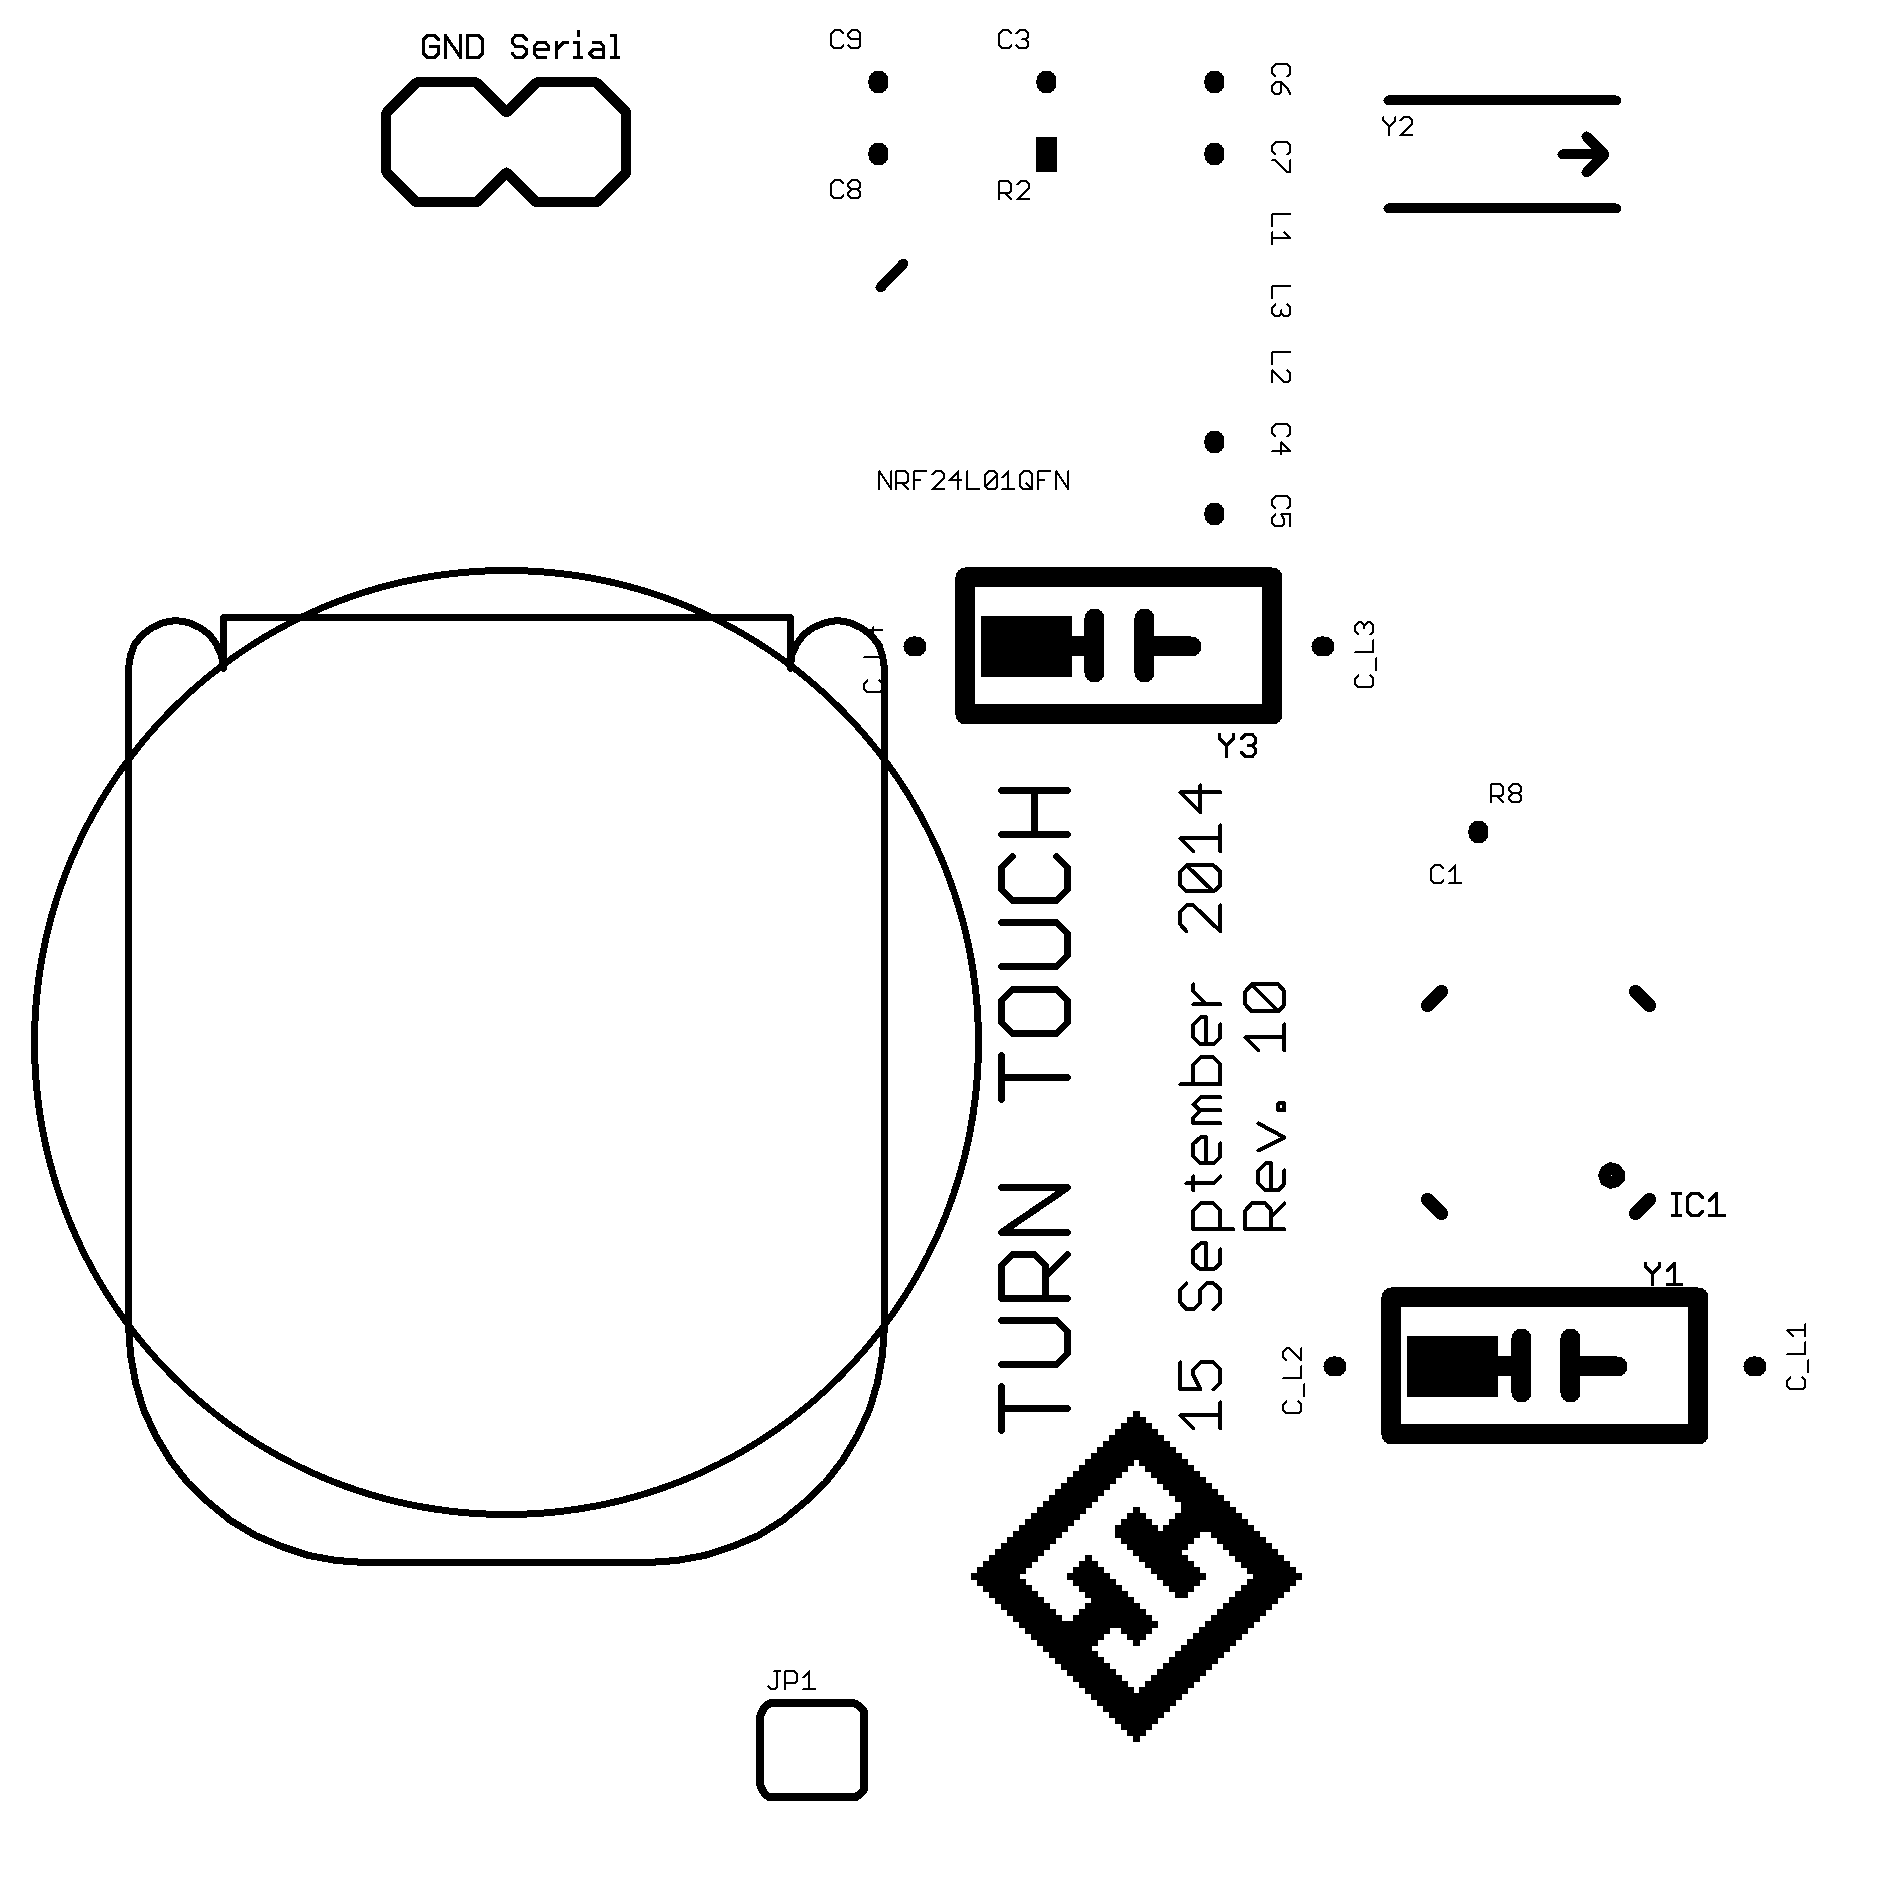 GND Serial
C9
C3
C6
Y2
C7
C8
R2
L1
L3
L2
C4
NRF24L01QFN
C5
C_L3
Y3
R8
C1
TURN TOUCH
15 September 2014
Rev. 10
IC1
Y1
C_L2
C_L1
JP1